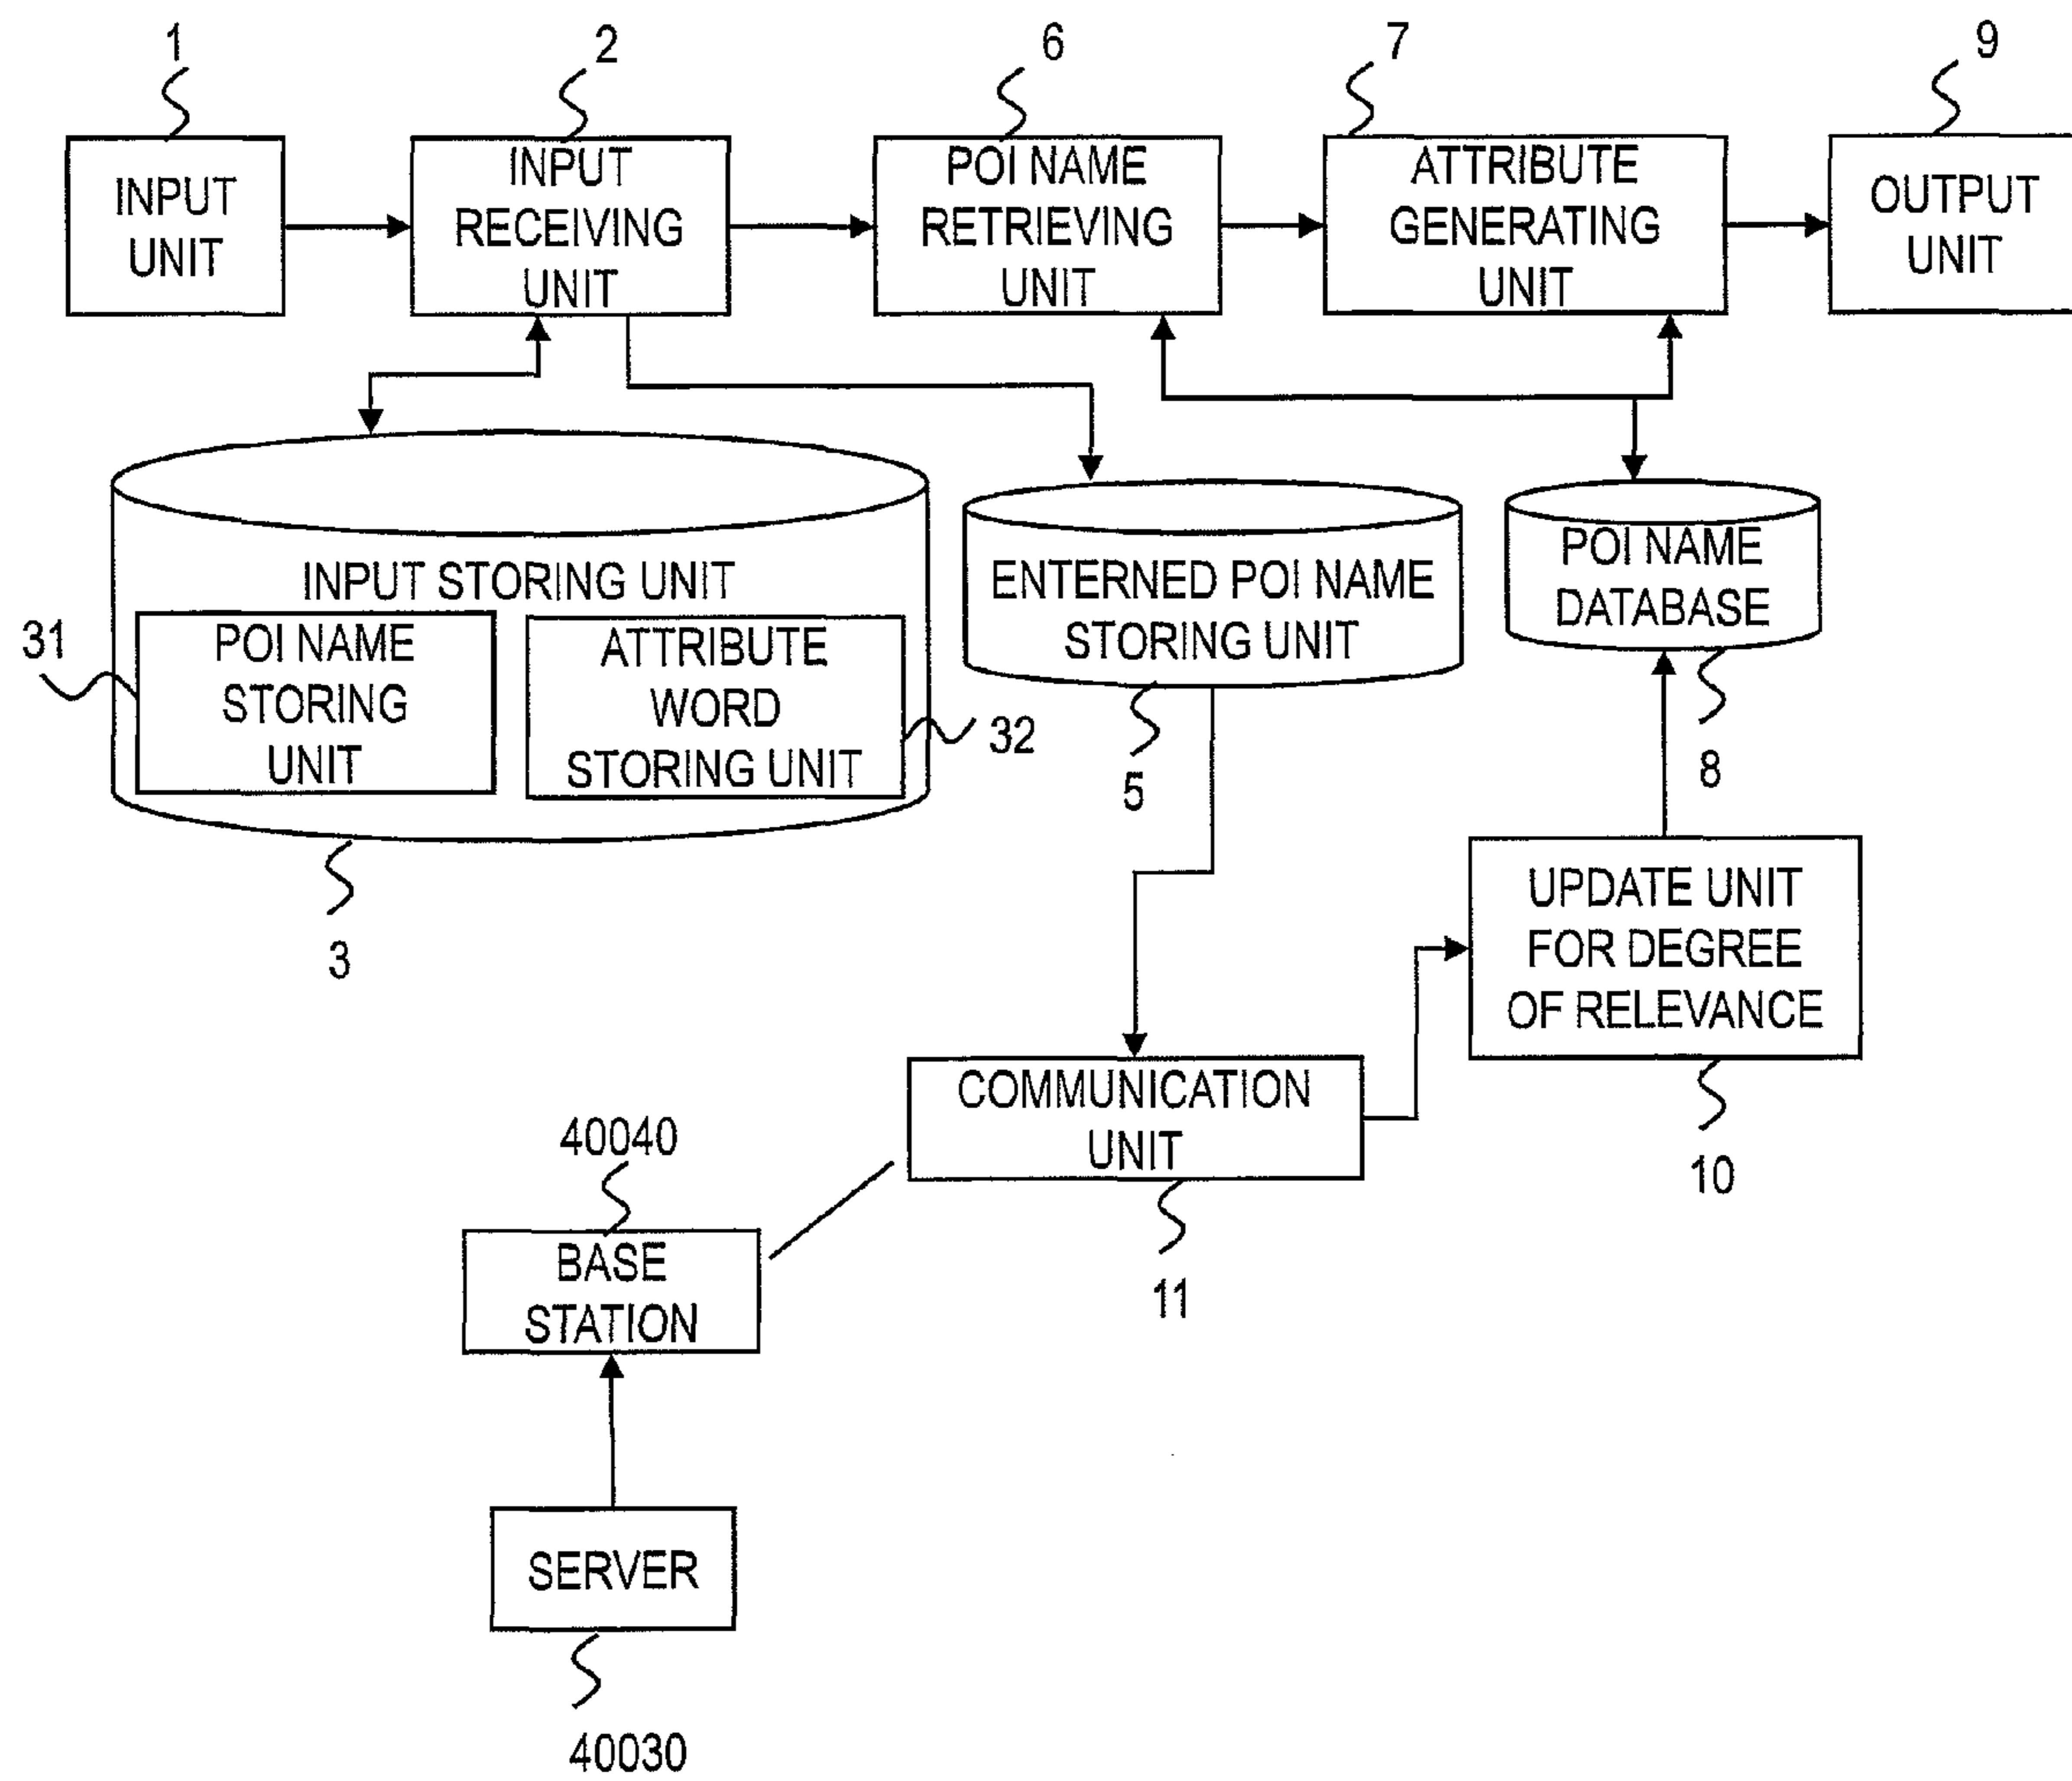 1
2
6
7
9
INPUT
UNIT
INPUT
RECEIVING
UNIT
POI NAME
RETRIEVING
UNIT
ATTRIBUTE
GENERATING
UNIT
OUTPUT
UNIT
INPUT STORING UNIT
31
POI NAME
STORING
UNIT
ATTRIBUTE
WORD
STORING UNIT
32
3
ENTERNED POI NAME
STORING UNIT
5
POI NAME
DATABASE
8
UPDATE UNIT
FOR DEGREE
OF RELEVANCE
10
COMMUNICATION
UNIT
11
40040
BASE
STATION
SERVER
40030